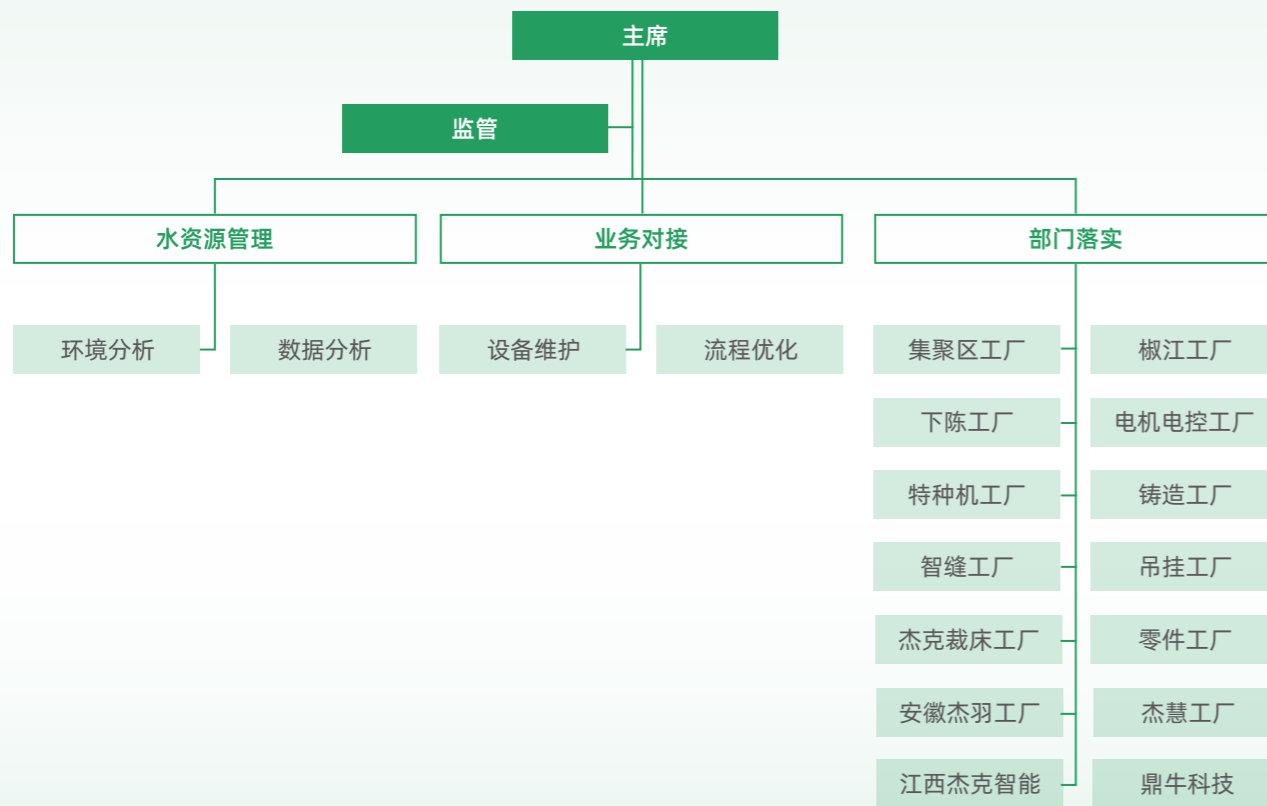 主席
监管
水资源管理
业务对接
部门落实
环境分析
数据分析
设备维护
流程优化
集聚区工厂
椒江工厂
下陈工厂
电机电控工厂
特种机工厂
铸造工厂
智缝工厂
吊挂工厂
杰克裁床工厂
零件工厂
安徽杰羽工厂
杰慧工厂
江西杰克智能
鼎牛科技